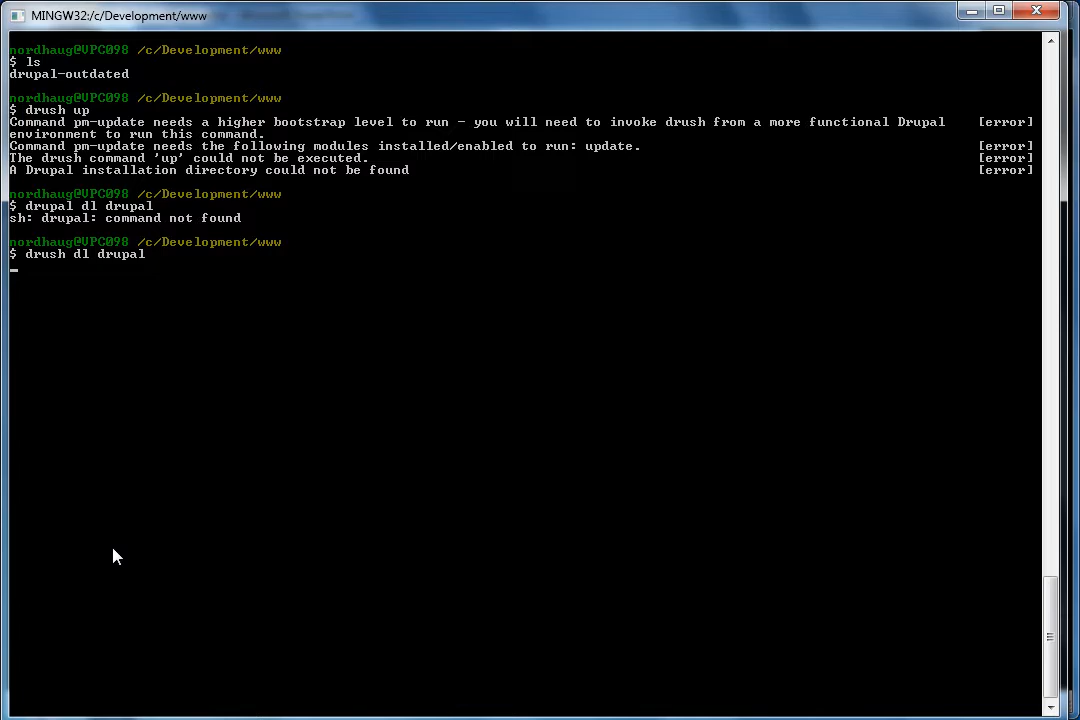 MINGW32:/c/Development/www
nordhaug@VPC098 /c/Development/www
$ ls
drupal-outdated
nordhaug@VPC098 /c/Development/www
$ drush up
Command pm-update needs a higher bootstrap level to run - you will need to invoke drush from a more functional Drupal [error]
environment to run this command.
Command pm-update needs the following modules installed/enabled to run: update. [error]
The drush command 'up' could not be executed. [error]
A Drupal installation directory could not be found [error]
nordhaug@VPC098 /c/Development/www
$ drupal dl drupal
sh: drupal: command not found
nordhaug@VPC098 /c/Development/www
$ drush dl drupal